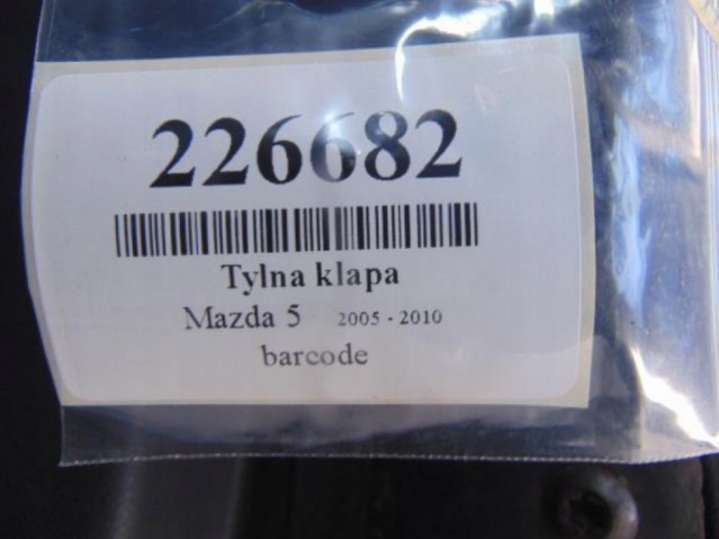 226682
Tylna klapa
Mazda 5 2005 - 2010
barcode